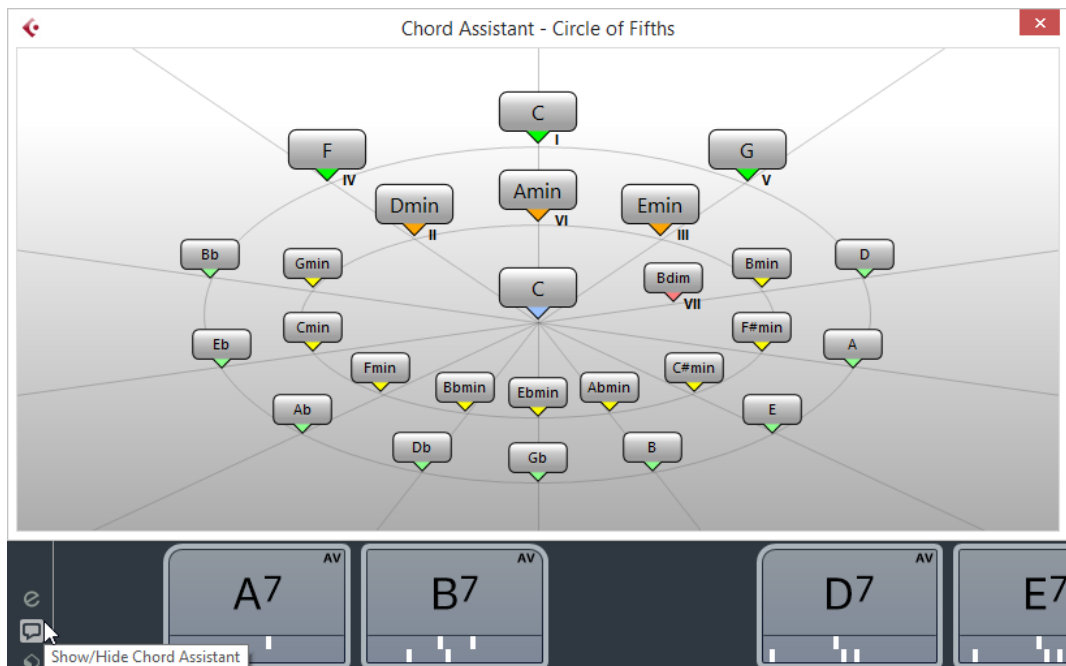 Chord Assistant - Circle of Fifths
C
I
F
IV
G
V
Dmin
II
Amin
VI
Emin
III
Bb
Gmin
C
Bdim
VII
Bmin
D
Eb
Cmin
F#min
A
Fmin
C#min
Ab
Bbmin
Ebmin
Abmin
E
Db
Gb
B
AV
A7
AV
B7
AV
D7
E7
e
Show/Hide Chord Assistant